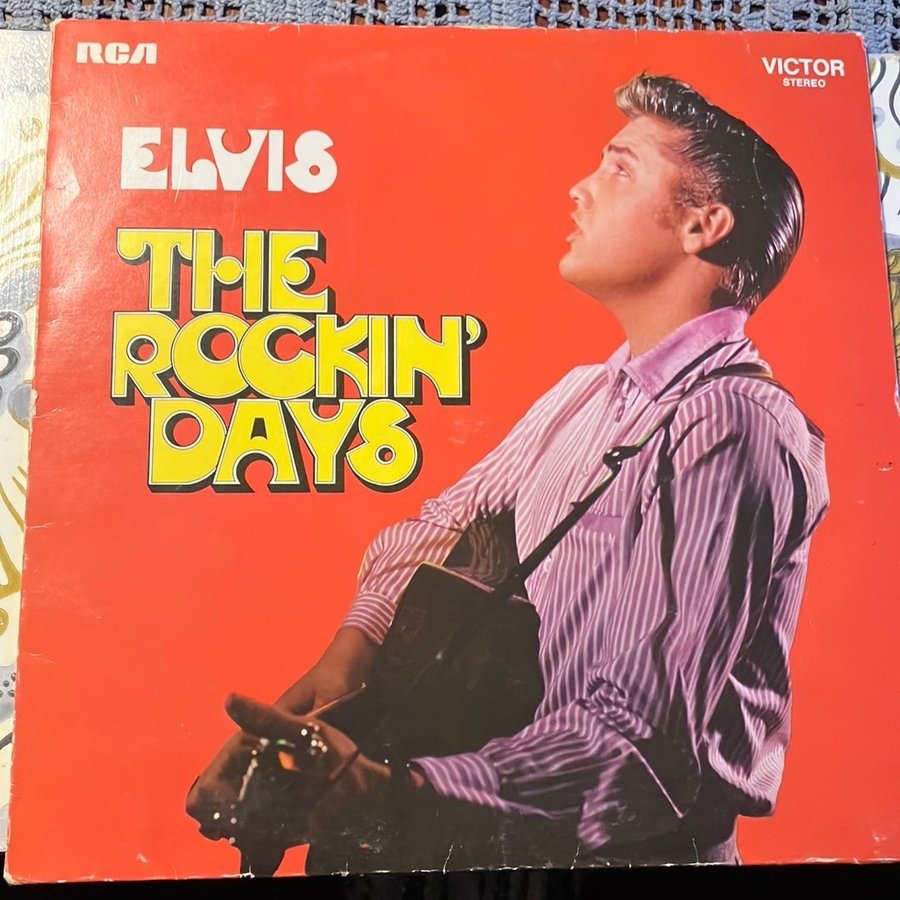 RCA
VICTOR
STEREO
ELVIS
THE
ROCKIN'
DAYS